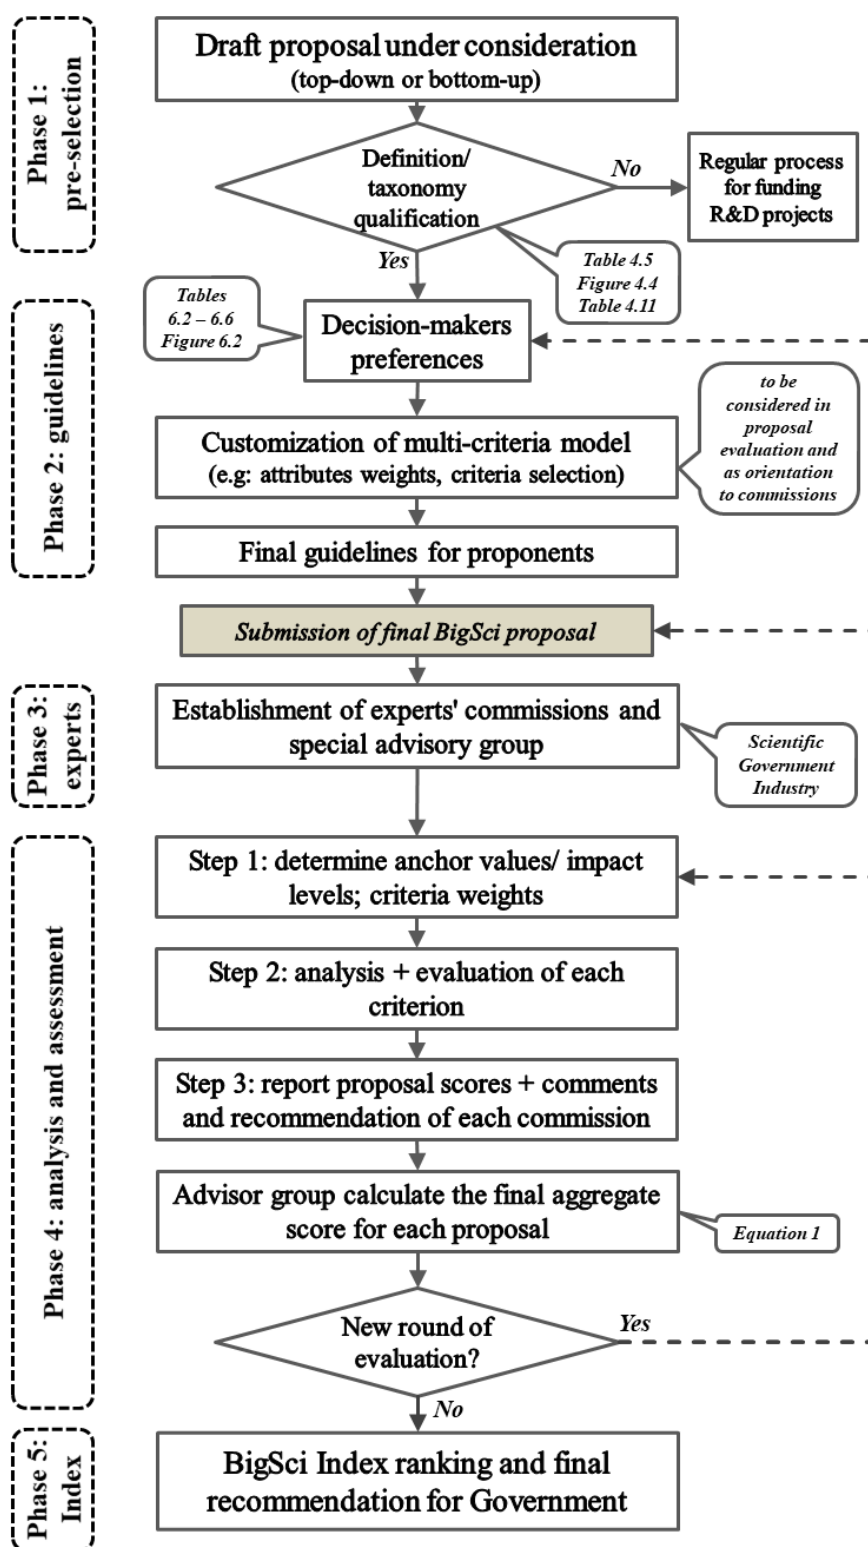 Phase 1:
pre-selection
Draft proposal under consideration
(top-down or bottom-up)
Definition/
taxonomy
qualification
No
Regular process
for funding
R&D projects
Yes
Table 4.5
Figure 4.4
Table 4.11
Phase 2: guidelines
Tables
6.2 – 6.6
Figure 6.2
Decision-makers
preferences
Customization of multi-criteria model
(e.g: attributes weights, criteria selection)
to be
considered in
proposal
evaluation and
as orientation
to commissions
Final guidelines for proponents
Submission of final BigSci proposal
Phase 3:
experts
Establishment of experts' commissions and
special advisory group
Scientific
Government
Industry
Phase 4: analysis and assessment
Step 1: determine anchor values/ impact
levels; criteria weights
Step 2: analysis + evaluation of each
criterion
Step 3: report proposal scores + comments
and recommendation of each commission
Advisor group calculate the final aggregate
score for each proposal
Equation 1
New round of
evaluation?
Yes
No
Phase 5:
Index
BigSci Index ranking and final
recommendation for Government